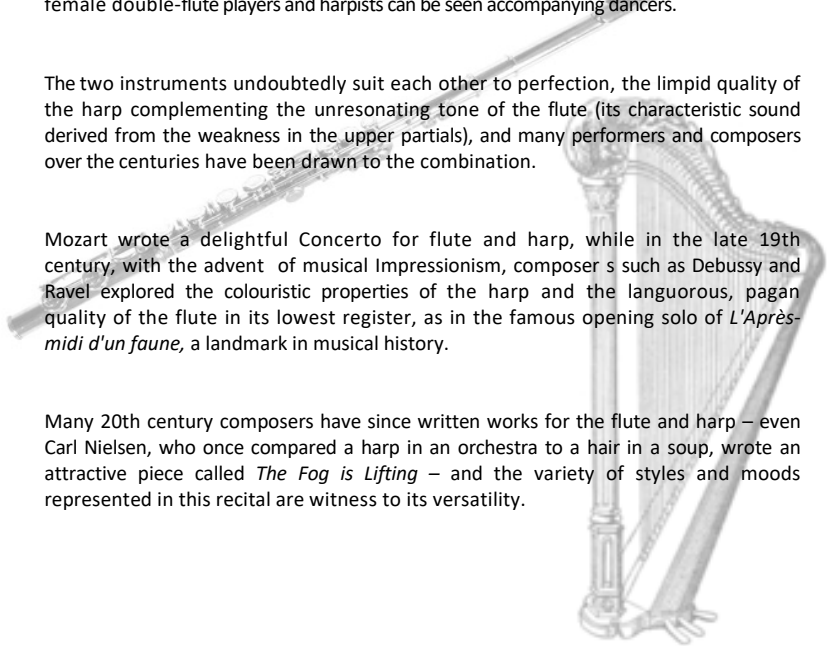 female double-flute players and harpists can be seen accompanying dancers.
The two instruments undoubtedly suit each other to perfection, the limpid quality of
the harp complementing the unresonating tone of the flute (its characteristic sound
derived from the weakness in the upper partials), and many performers and composers
over the centuries have been drawn to the combination.
Mozart wrote a delightful Concerto for flute and harp, while in the late 19th
century, with the advent of musical Impressionism, composer s such as Debussy and
Ravel explored the colouristic properties of the harp and the languorous, pagan
quality of the flute in its lowest register, as in the famous opening solo of L'Après-
midi d'un faune, a landmark in musical history.
Many 20th century composers have since written works for the flute and harp – even
Carl Nielsen, who once compared a harp in an orchestra to a hair in a soup, wrote an
attractive piece called The Fog is Lifting – and the variety of styles and moods
represented in this recital are witness to its versatility.